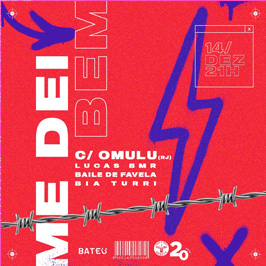 ME DEI
BEM
14/
DEZ
21H
C/ OMULU (RJ)
LUCAS BMR
BAILE DE FAVELA
BIA TURRI
BATEU
20